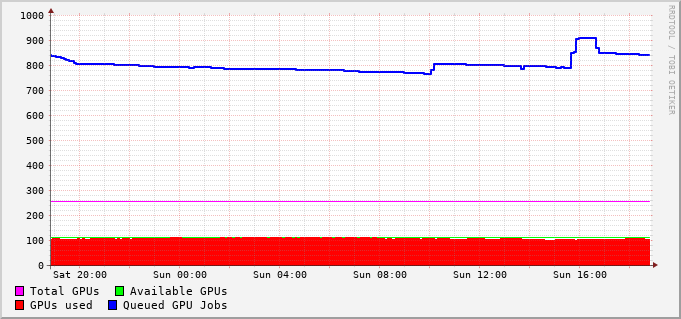 1000
900
800
700
600
500
400
300
200
100
0
Sat 20:00 Sun 00:00 Sun 04:00 Sun 08:00 Sun 12:00 Sun 16:00
Total GPUs Available GPUs
GPUs used Queued GPU Jobs
RRDTOOL / TOBI OETIKER